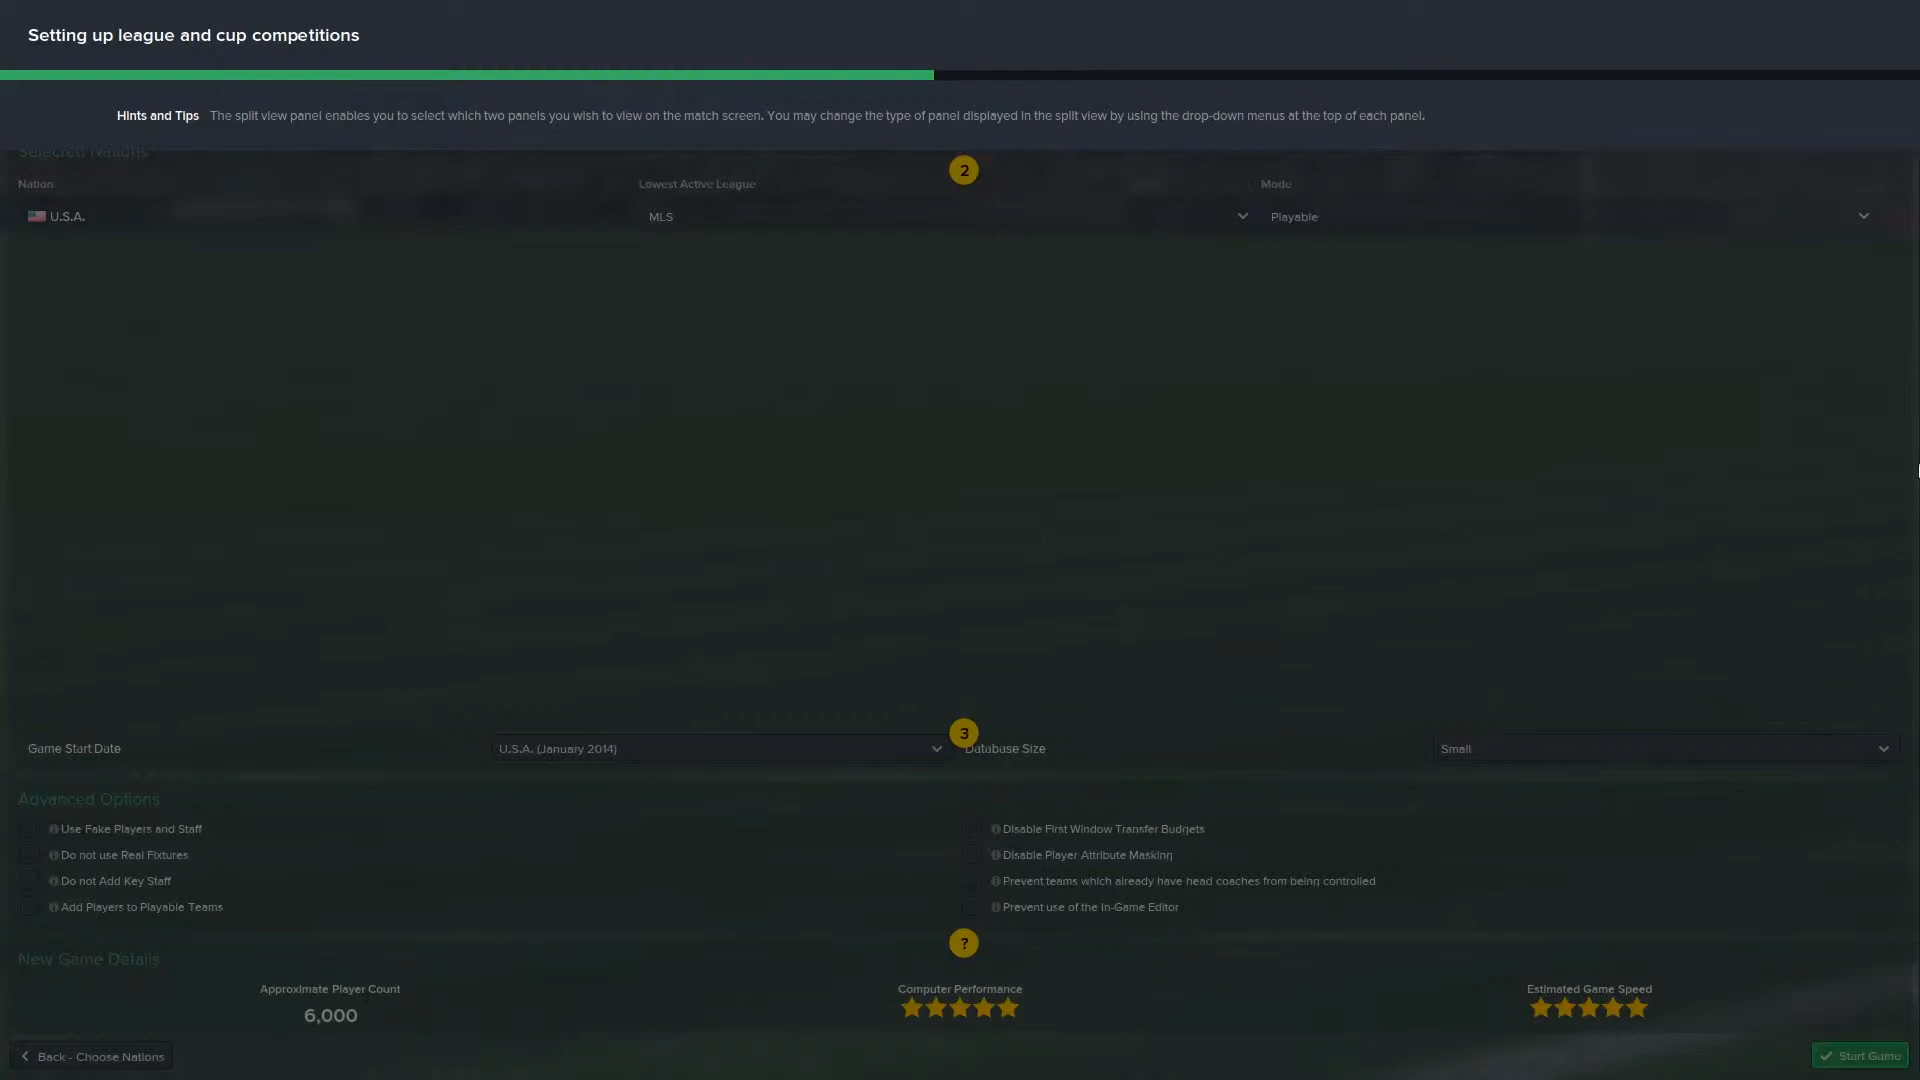 Setting up league and cup competitions
Hints and Tips The split view panel enables you to select which two panels you wish to view on the match screen. You may change the type of panel displayed in the split view by using the drop-down menus at the top of each panel.
Selected Nations
2
Nation Lowest Active League Mode
U.S.A. MLS Playable
3
Game Start Date U.S.A. (January 2014) Database Size Small
Advanced Options
Use Fake Players and Staff Disable First Window Transfer Budgets
Do not use Real Fixtures Disable Player Attribute Masking
Do not Add Key Staff Prevent teams which already have head coaches from being controlled
Add Players to Playable Teams Prevent use of the In-Game Editor
?
New Game Details
Approximate Player Count Computer Performance Estimated Game Speed
6,000
Back - Choose Nations Start Game